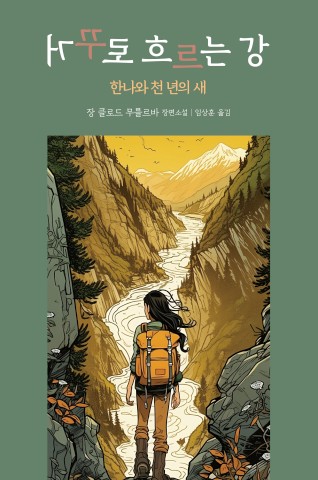 거꾸로 흐르는 강
한나와 천 년의 새
장 클로드 무를르바 장편소설 | 임상훈 옮김